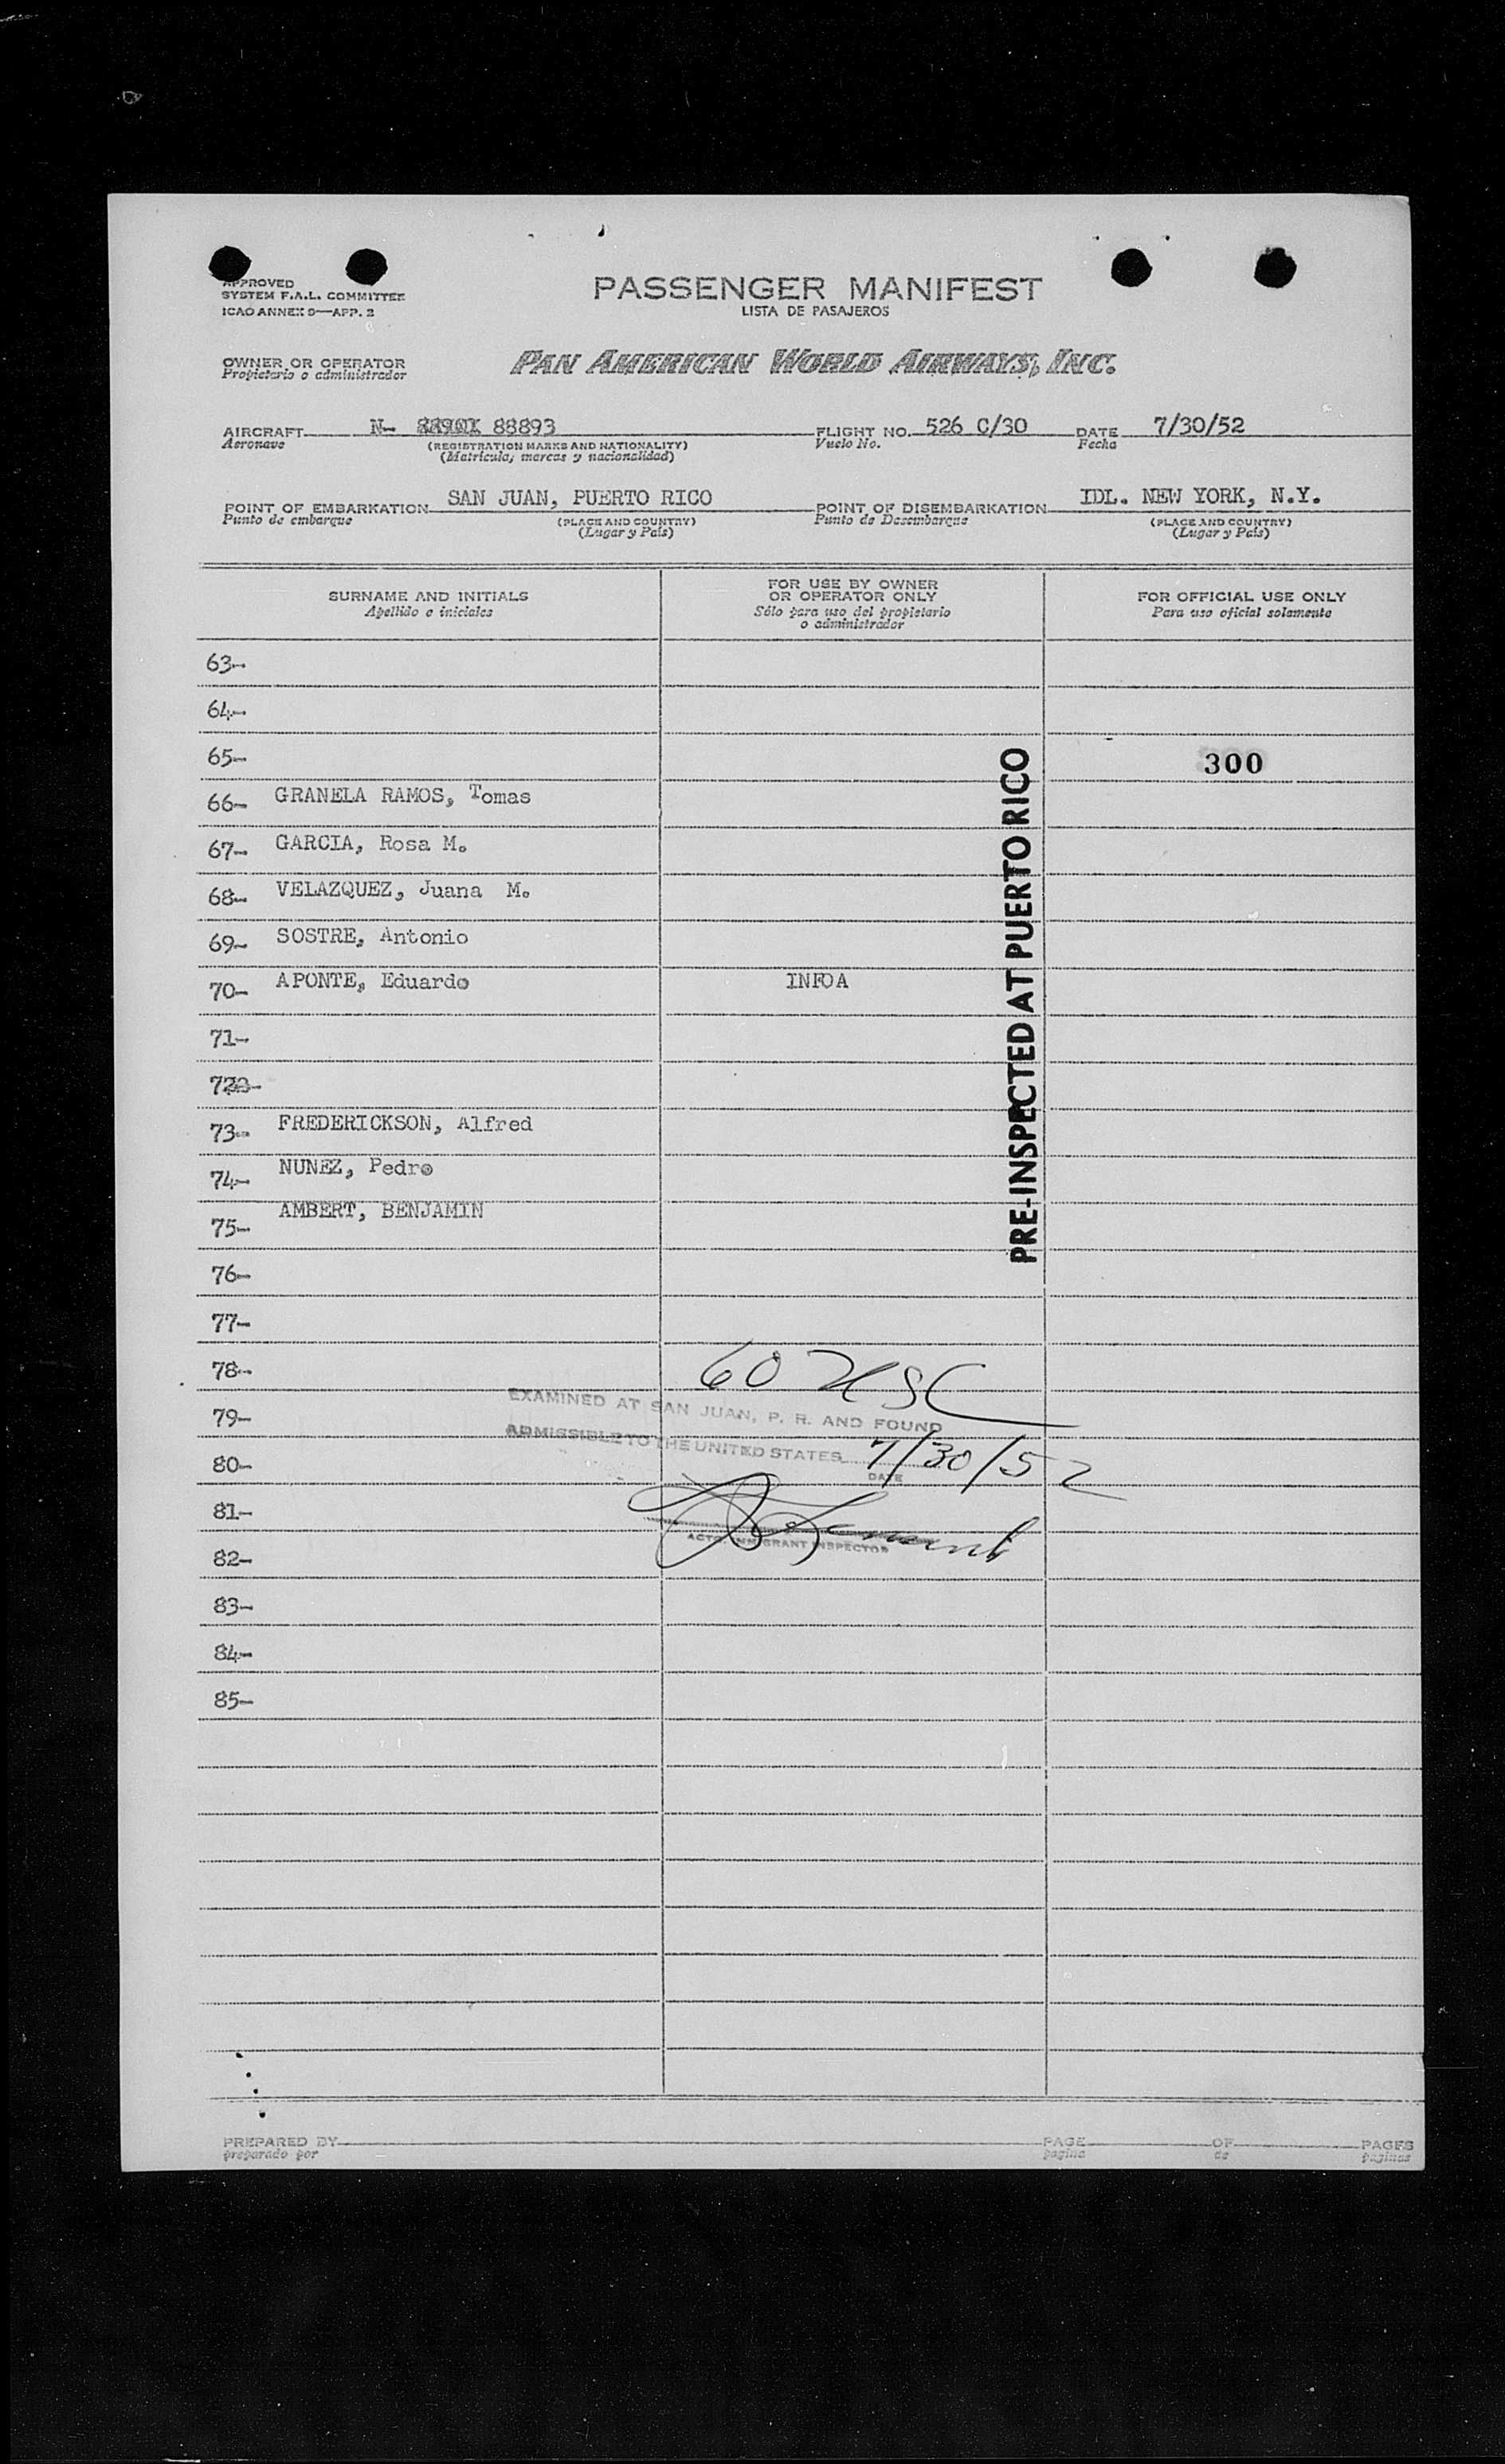 APPROVED
SYSTEM F.A.L. COMMITTEE
ICAO ANNEX 9—APP. 2
PASSENGER MANIFEST
LISTA DE PASAJEROS
OWNER OR OPERATOR
Propietario o administrador
PAN AMERICAN WORLD AIRWAYS, INC.
AIRCRAFT N- 88893 FLIGHT NO. 526 C/30 DATE 7/30/52
Aeronave (REGISTRATION MARKS AND NATIONALITY) Vuelo No. Fecha
(Matrícula, marcas y nacionalidad)
POINT OF EMBARKATION SAN JUAN, PUERTO RICO POINT OF DISEMBARKATION IDL. NEW YORK, N.Y.
Punto de embarque (PLACE AND COUNTRY) Punto de Desembarque (PLACE AND COUNTRY)
(Lugar y País) (Lugar y País)
SURNAME AND INITIALS
Apellido e iniciales
FOR USE BY OWNER
OR OPERATOR ONLY
Sólo para uso del propietario
o administrador
FOR OFFICIAL USE ONLY
Para uso oficial solamente
63-
64-
65- 300
66- GRANELA RAMOS, Tomas
67- GARCIA, Rosa M.
68- VELAZQUEZ, Juana M.
69- SOSTRE, Antonio
70- APONTE, Eduardo INFOA
71-
72-
73- FREDERICKSON, Alfred
74- NUNEZ, Pedro
75- AMBERT, BENJAMIN
PRE-INSPECTED AT PUERTO RICO
76-
77-
78- 60 USC
79-
EXAMINED AT SAN JUAN, P. R. AND FOUND
ADMISSIBLE TO THE UNITED STATES 7/30/52
DATE
80-
81-
IMMIGRANT INSPECTOR
82-
83-
84-
85-
PREPARED BY PAGE OF PAGES
preparado por pagina de paginas